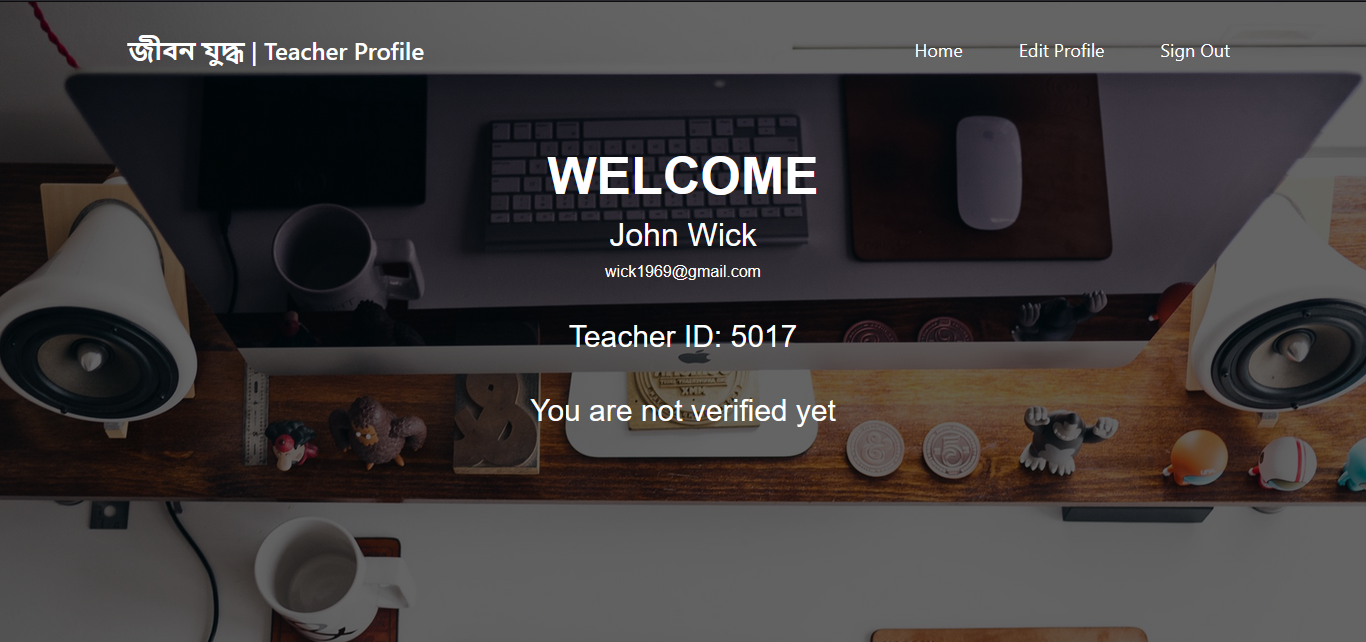 জীবন যুদ্ধ | Teacher Profile
Home
Edit Profile
Sign Out
WELCOME
John Wick
wick1969@gmail.com
Teacher ID: 5017
You are not verified yet